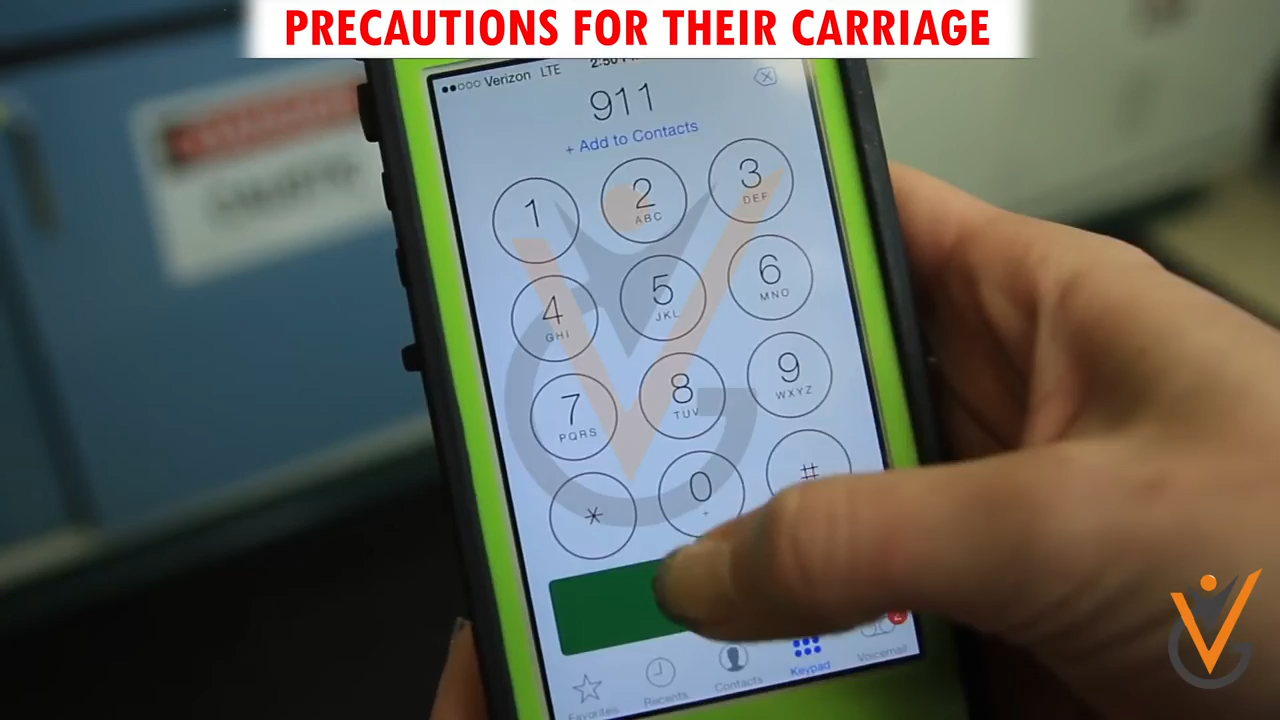 PRECAUTIONS FOR THEIR CARRIAGE
Verizon LTE
911
+ Add to Contacts
1
2
ABC
3
DEF
4
GHI
5
JKL
6
MNO
7
PQRS
8
TUV
9
WXYZ
*
0
+
#
2
Favorites
Recents
Contacts
Keypad
Voicemail